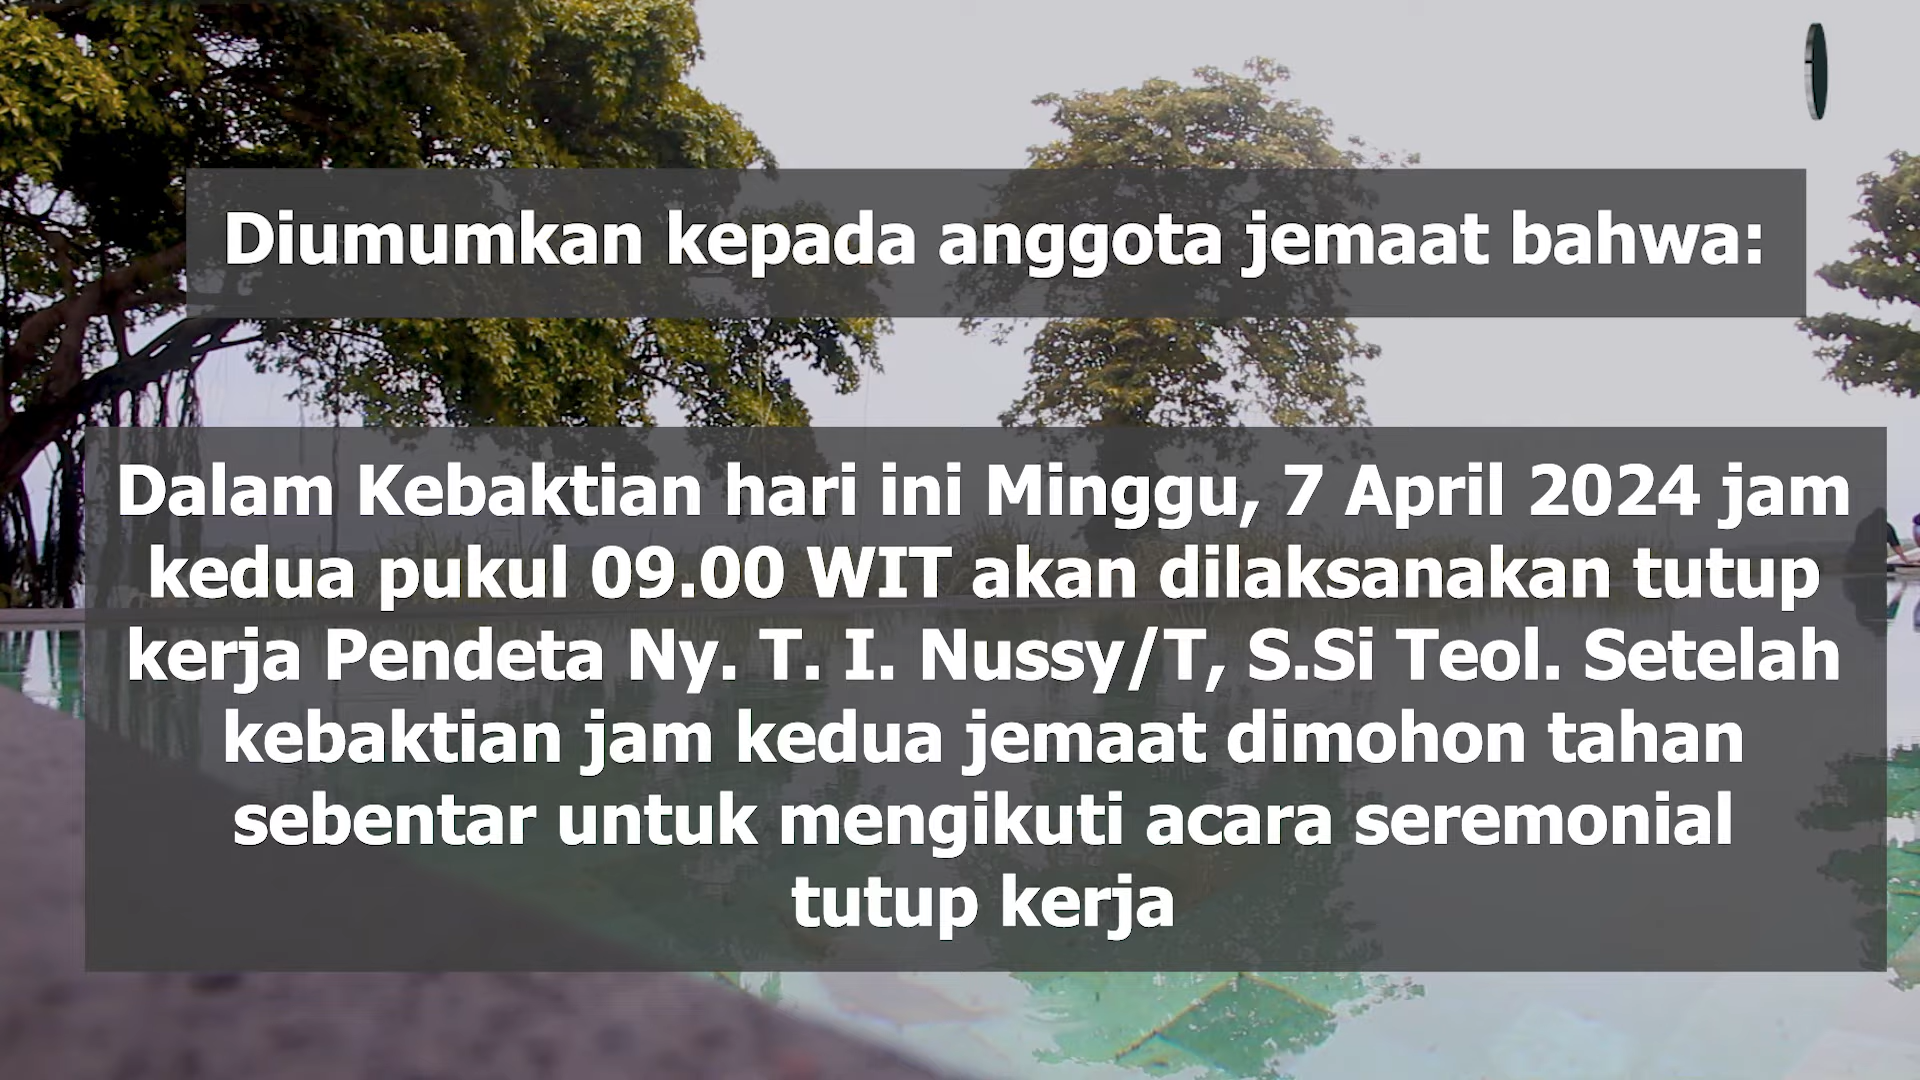 Diumumkan kepada anggota jemaat bahwa:
Dalam Kebaktian hari ini Minggu, 7 April 2024 jam
kedua pukul 09.00 WIT akan dilaksanakan tutup
kerja Pendeta Ny. T. I. Nussy/T, S.Si Teol. Setelah
kebaktian jam kedua jemaat dimohon tahan
sebentar untuk mengikuti acara seremonial
tutup kerja